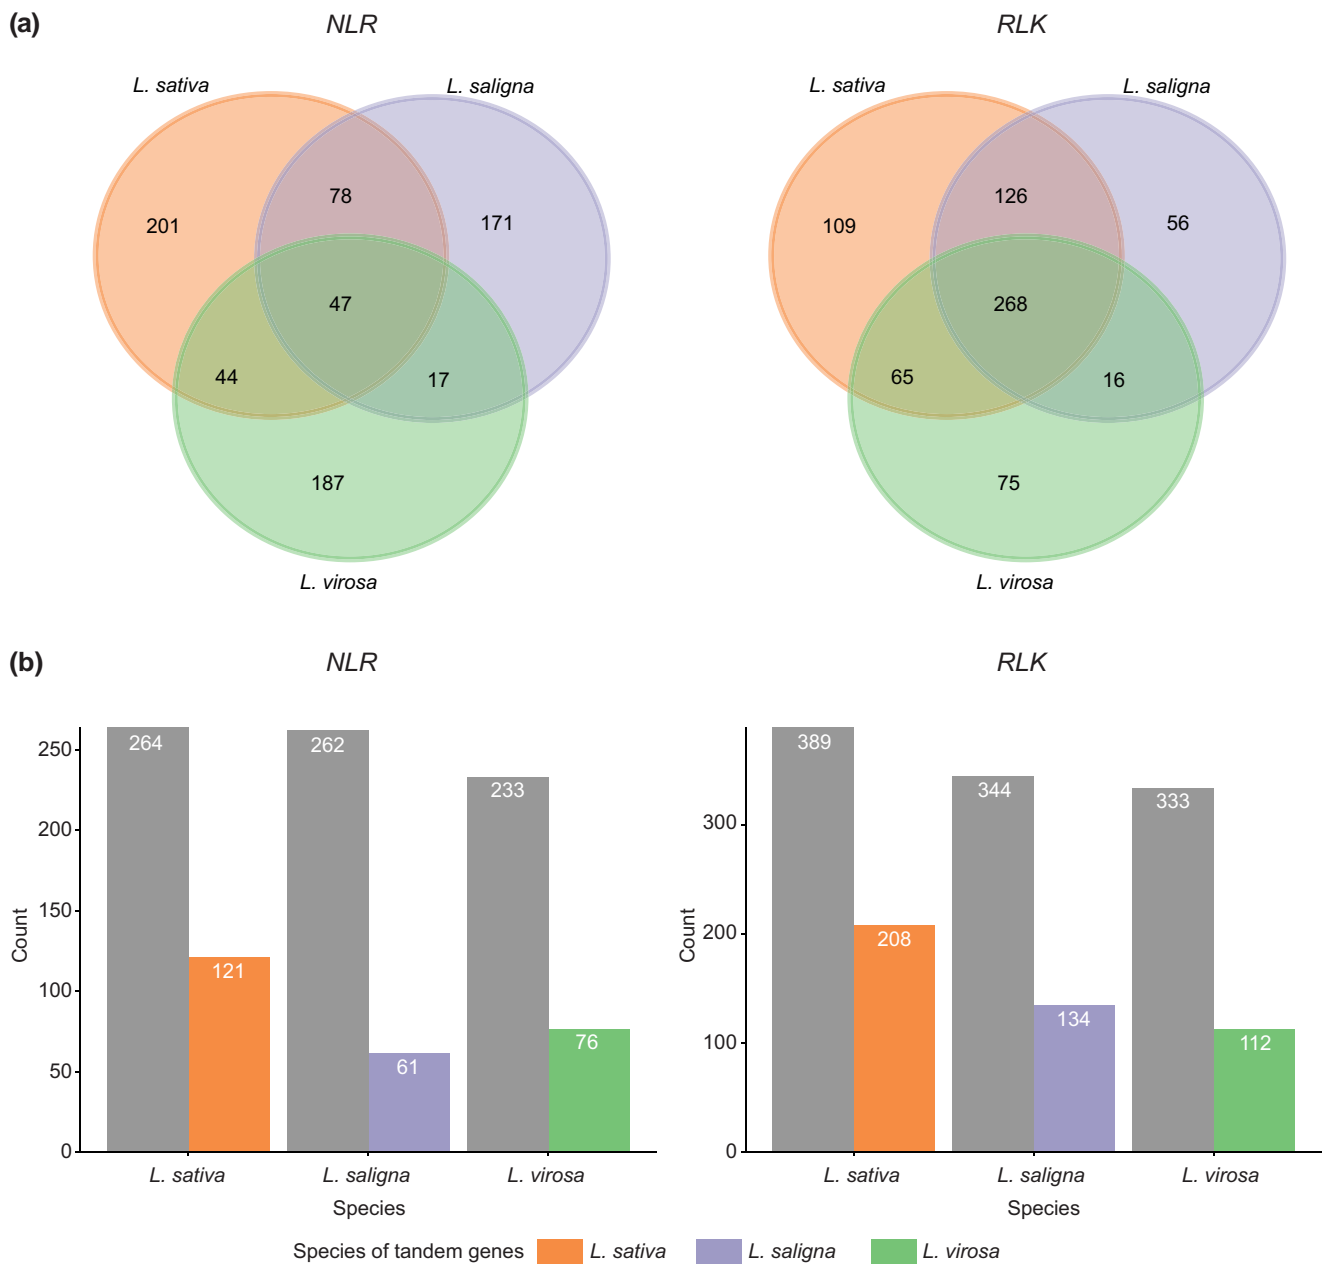 (a)
NLR
RLK
L. sativa
L. saligna
L. sativa
L. saligna
78
126
201
171
109
56
47
268
44
17
65
16
187
75
L. virosa
L. virosa
(b)
NLR
RLK
Count
250
200
150
100
50
0
264
121
262
61
233
76
L. sativa
L. saligna
L. virosa
Species
Count
300
200
100
0
389
208
344
134
333
112
L. sativa
L. saligna
L. virosa
Species
Species of tandem genes L. sativa L. saligna L. virosa